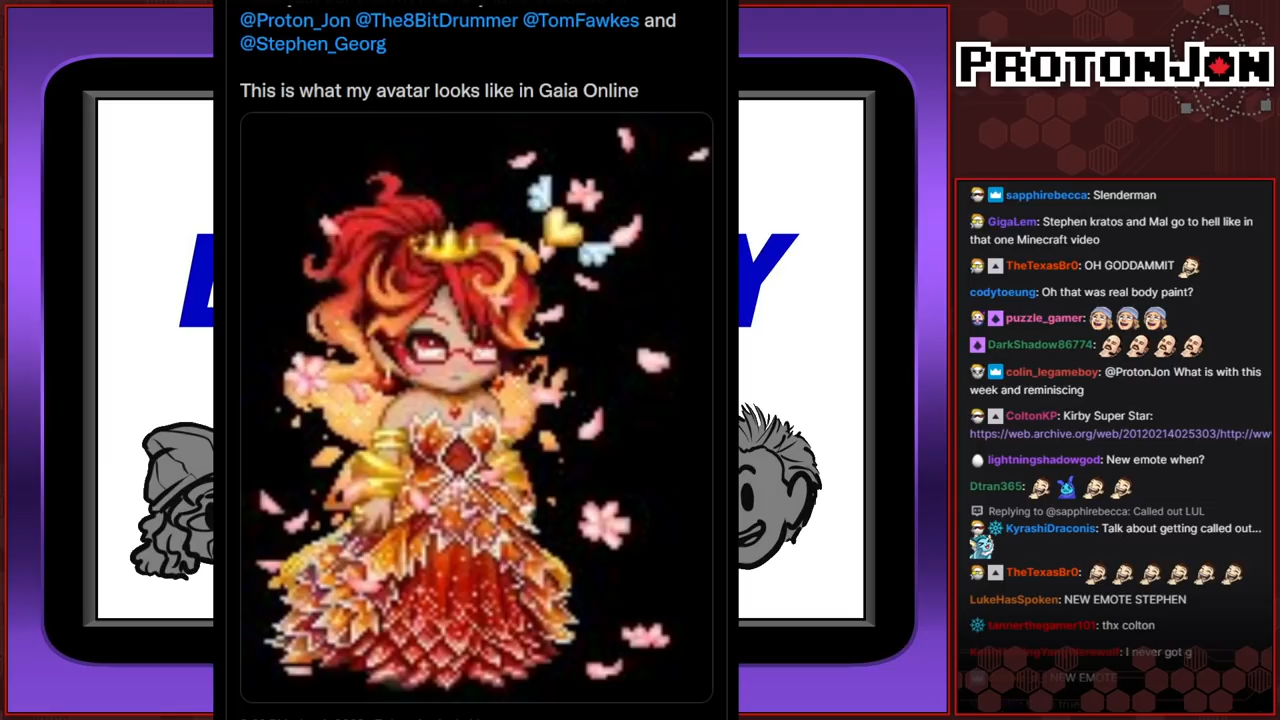 @Proton_Jon @The8BitDrummer @TomFawkes and
@Stephen_Georg
This is what my avatar looks like in Gaia Online
Y
PROTONJON
sapphirebecca: Slenderman
GigaLem: Stephen kratos and Mal go to hell like in
that one Minecraft video
TheTexasBr0: OH GODDAMMIT
codytoeung: Oh that was real body paint?
puzzle_gamer:
DarkShadow86774:
colin_legameboy: @ProtonJon What is with this
week and reminiscing
ColtonKP: Kirby Super Star:
https://web.archive.org/web/20120214025303/http://ww
lightningshadowgod: New emote when?
Dtran365:
Replying to @sapphirebecca: Called out LUL
KyrashiDraconis: Talk about getting called out...
TheTexasBr0:
LukeHasSpoken: NEW EMOTE STEPHEN
tannerthegamer101: thx colton
I never got g
NEW EMOTE